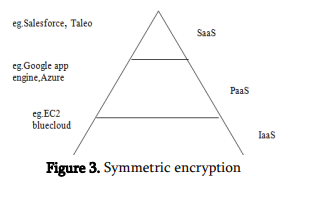 eg.Salesforce, Taleo
SaaS
eg.Google app
engine,Azure
PaaS
eg.EC2
bluecloud
IaaS
Figure 3. Symmetric encryption